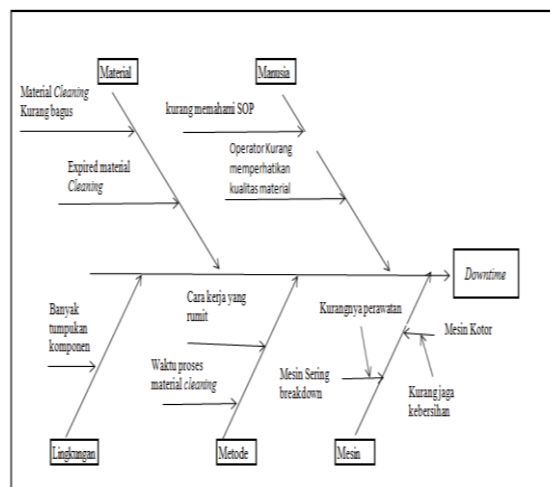 Material
Manusia
Material Cleaning
Kurang bagus
kurang memahami SOP
Operator Kurang
memperhatikan
kualitas material
Expired material
Cleaning
Downtime
Banyak
tumpukan
komponen
Cara kerja yang
rumit
Kurangnya perawatan
Mesin Kotor
Waktu proses
material cleaning
Mesin Sering
breakdown
Kurang jaga
kebersihan
Lingkungan
Metode
Mesin